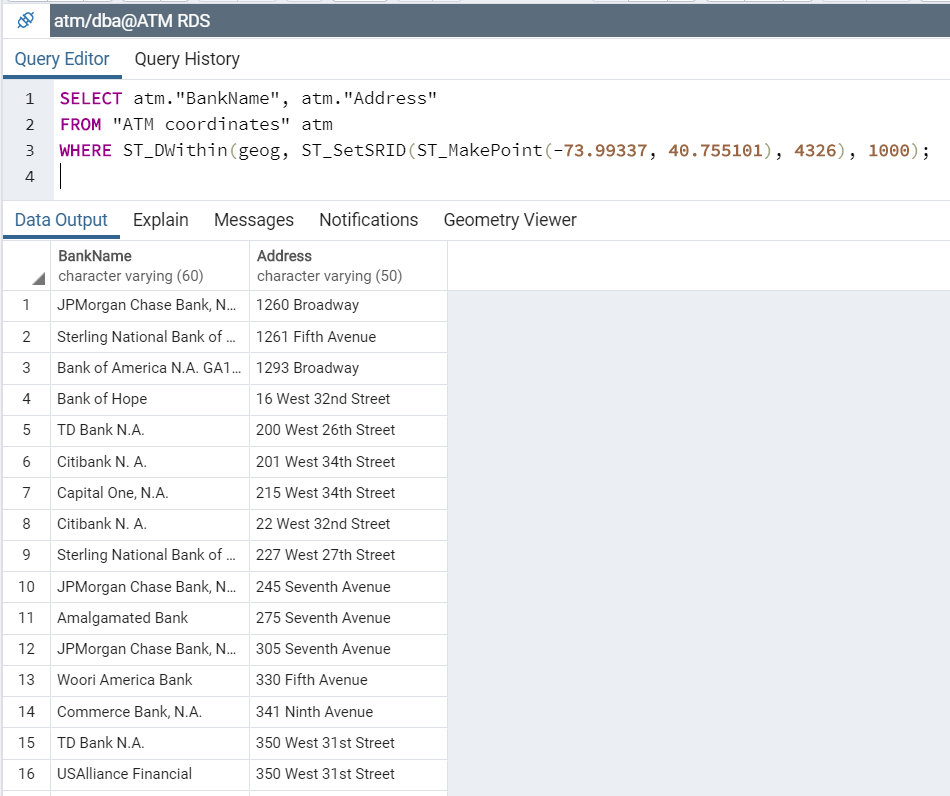 atm/dba@ATM RDS
Query Editor Query History
1 SELECT atm."BankName", atm."Address"
2 FROM "ATM coordinates" atm
3 WHERE ST_DWithin(geog, ST_SetSRID(ST_MakePoint(-73.99337, 40.755101), 4326), 1000);
4
Data Output Explain Messages Notifications Geometry Viewer
BankName Address
character varying (60) character varying (50)
1 JPMorgan Chase Bank, N... 1260 Broadway
2 Sterling National Bank of ... 1261 Fifth Avenue
3 Bank of America N.A. GA1... 1293 Broadway
4 Bank of Hope 16 West 32nd Street
5 TD Bank N.A. 200 West 26th Street
6 Citibank N. A. 201 West 34th Street
7 Capital One, N.A. 215 West 34th Street
8 Citibank N. A. 22 West 32nd Street
9 Sterling National Bank of ... 227 West 27th Street
10 JPMorgan Chase Bank, N... 245 Seventh Avenue
11 Amalgamated Bank 275 Seventh Avenue
12 JPMorgan Chase Bank, N... 305 Seventh Avenue
13 Woori America Bank 330 Fifth Avenue
14 Commerce Bank, N.A. 341 Ninth Avenue
15 TD Bank N.A. 350 West 31st Street
16 USAlliance Financial 350 West 31st Street